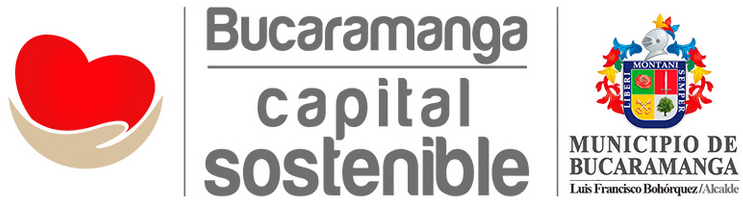 Bucaramanga
capital
sostenible
LIBERI MONTANI SEMPER
MUNICIPIO DE
BUCARAMANGA
Luis Francisco Bohórquez/Alcalde